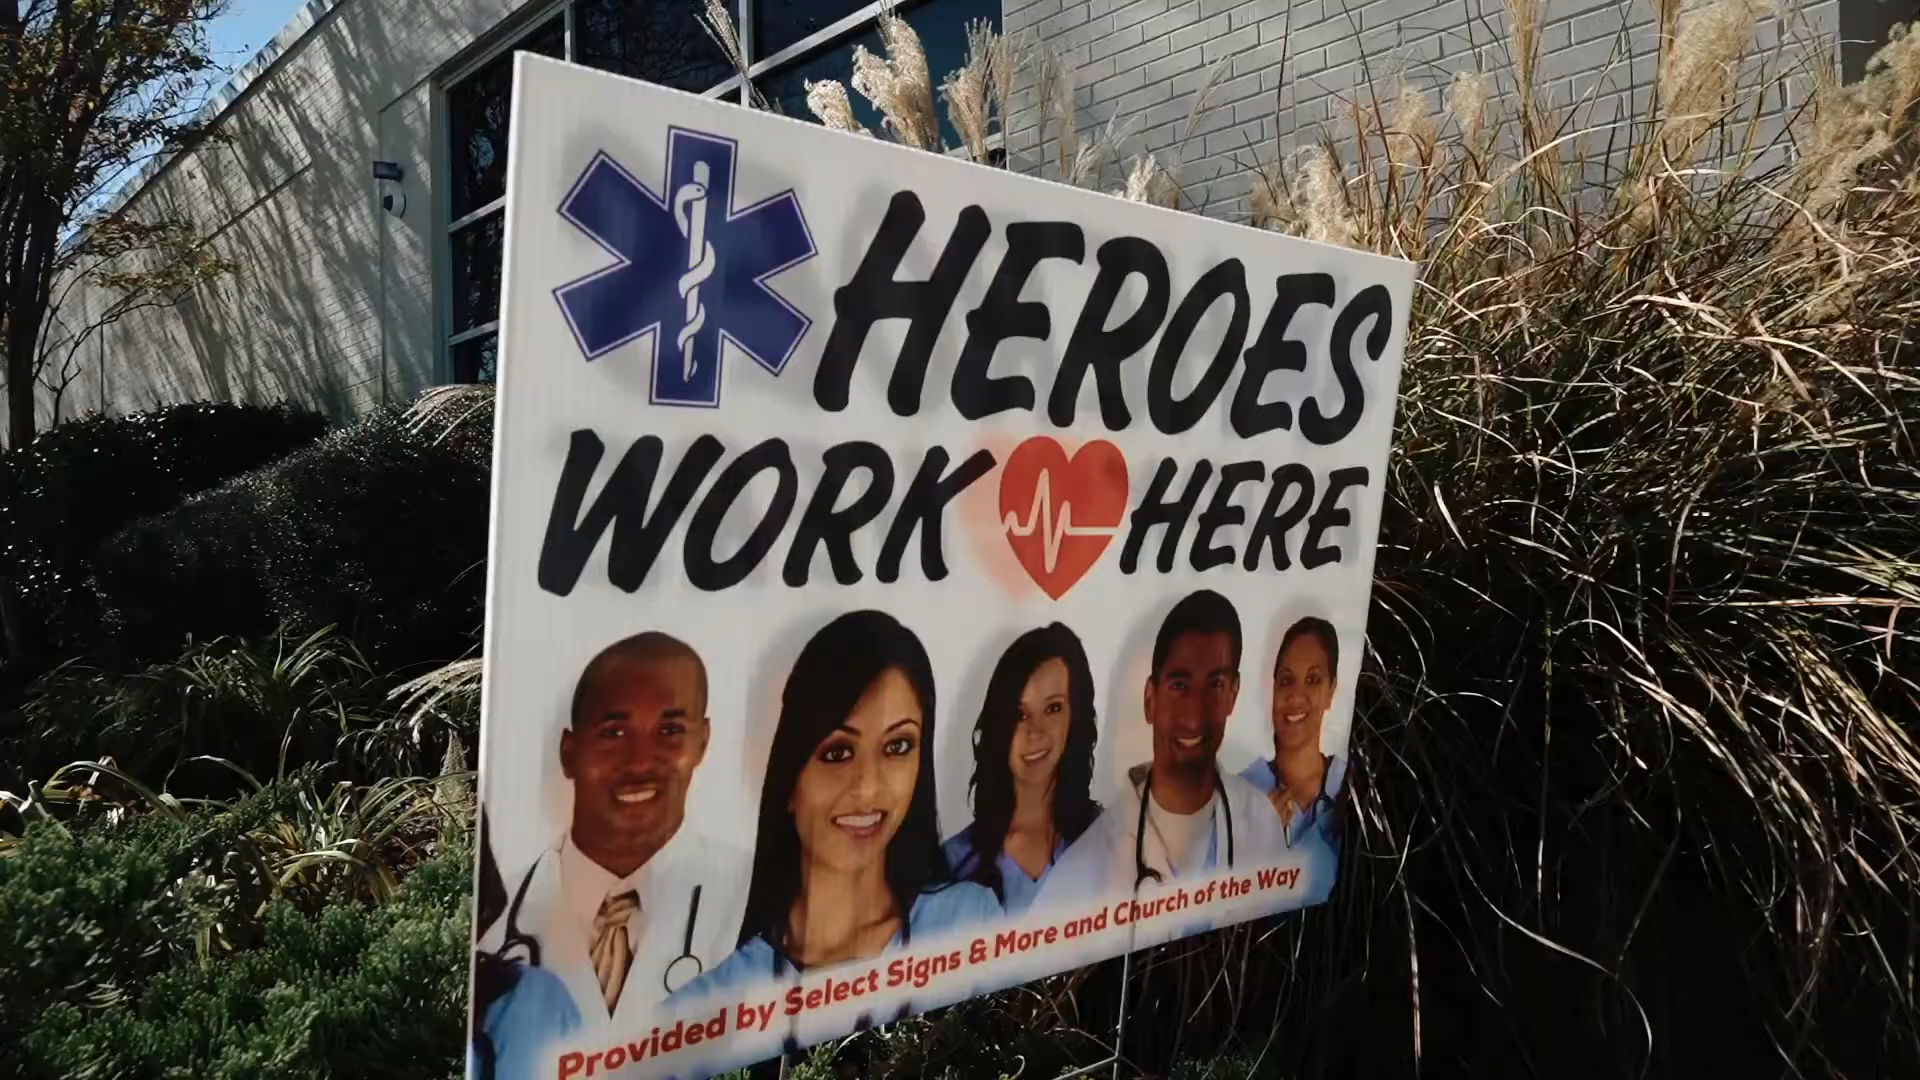 HEROES
WORK HERE
Provided by Select Signs & More and Church of the Way